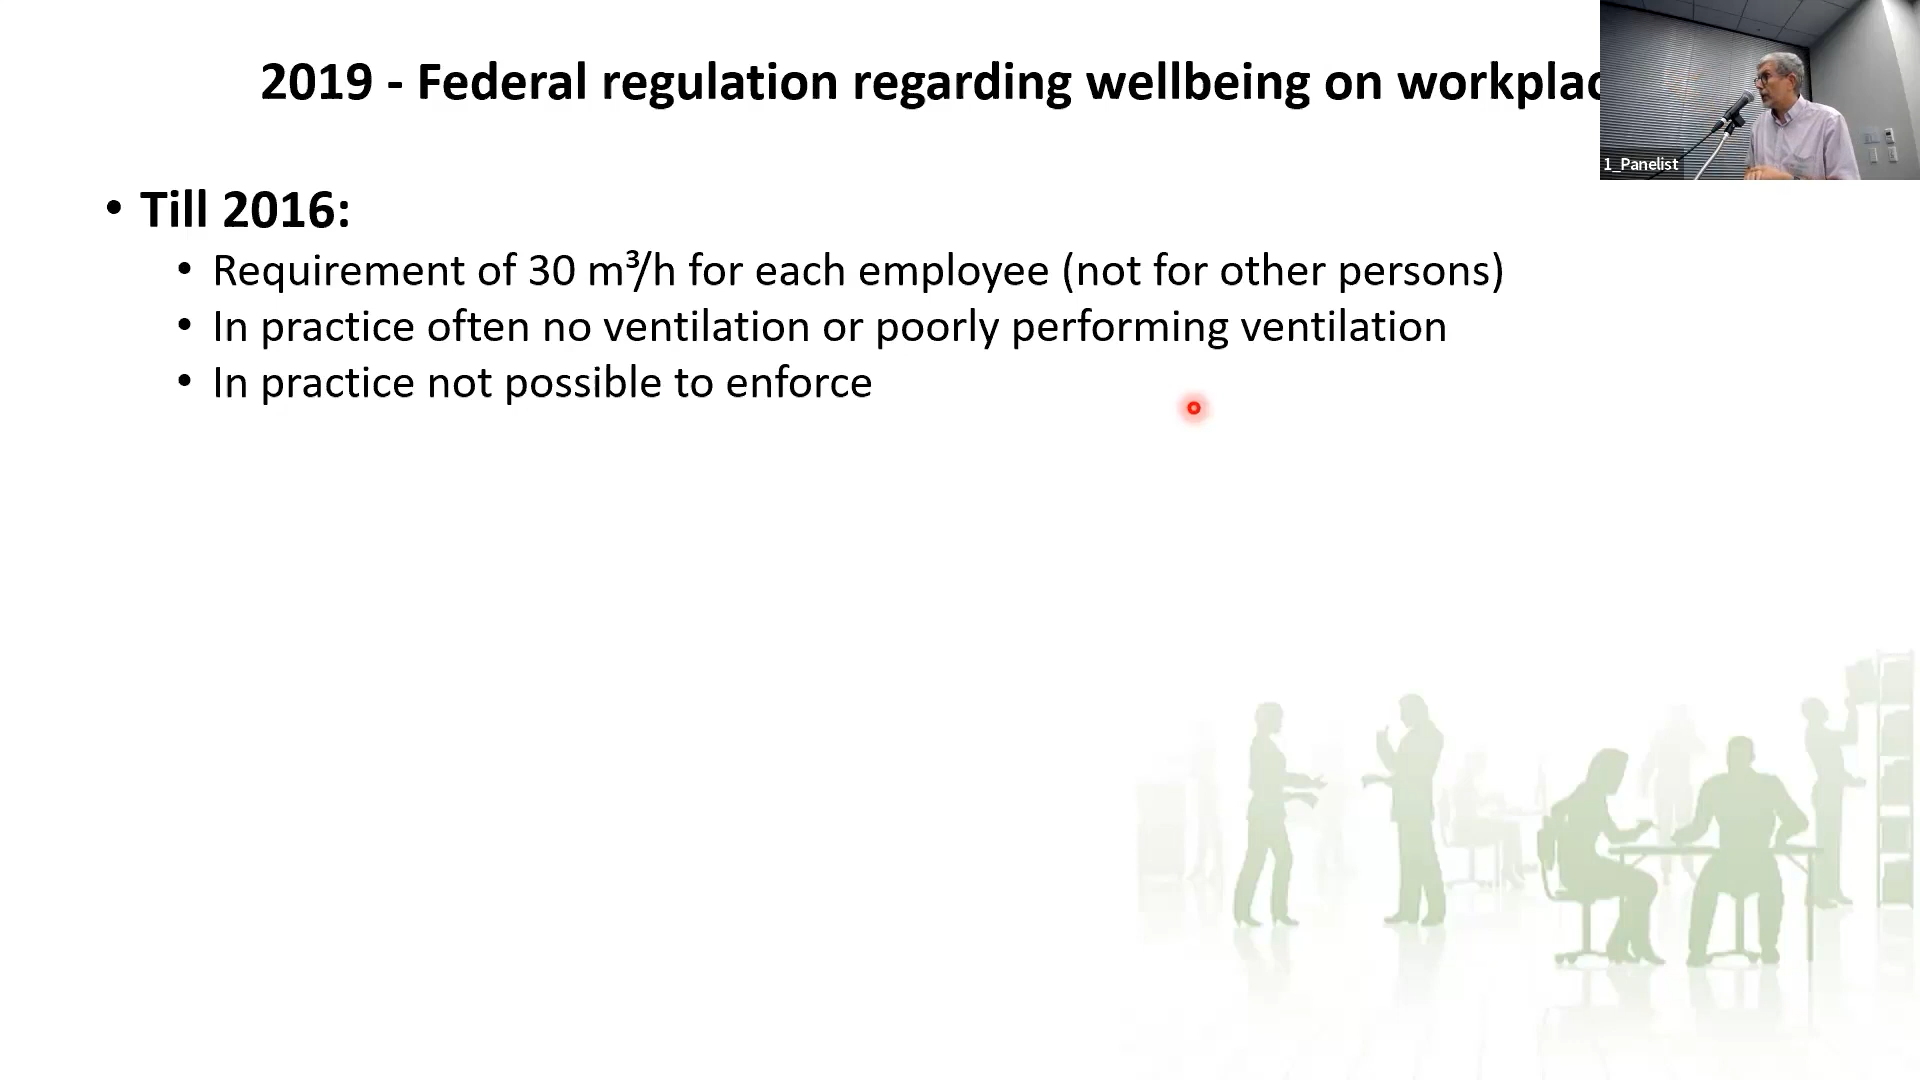 2019 - Federal regulation regarding wellbeing on workplac
1_Panelist
• Till 2016:
• Requirement of 30 m³/h for each employee (not for other persons)
• In practice often no ventilation or poorly performing ventilation
• In practice not possible to enforce